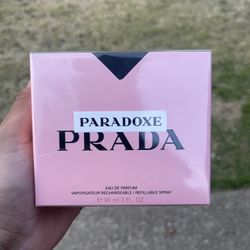 PARADOXE
PRADA
EAU DE PARFUM
VAPORISATEUR RECHARGEABLE / REFILLABLE SPRAY
℮ 90 ml 3 FL. OZ.